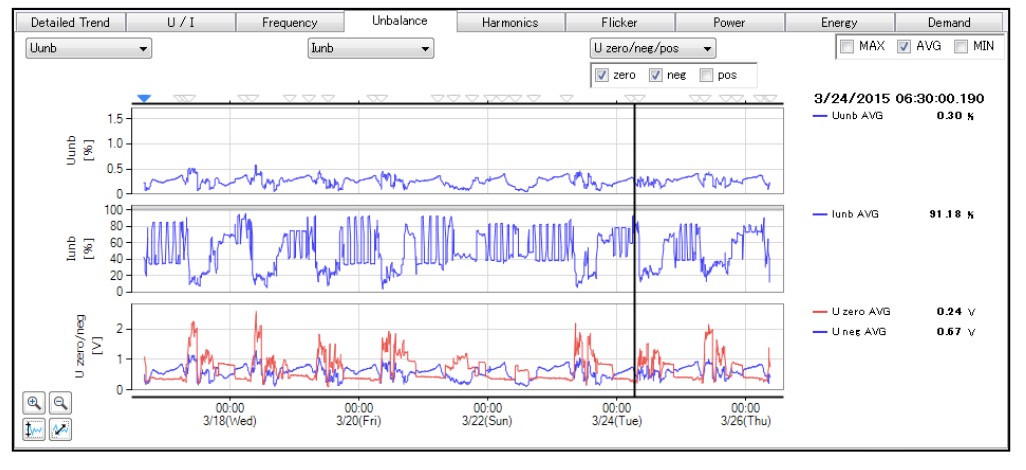 Detailed Trend U / I Frequency Unbalance Harmonics Flicker Power Energy Demand
Uunb Iunb U zero/neg/pos MAX AVG MIN
zero neg pos
3/24/2015 06:30:00.190
Uunb AVG 0.30 %
Uunb
[%]
1.5
1.0
0.5
0
Iunb AVG 91.18 %
Iunb
[%]
100
80
60
40
20
0
U zero AVG 0.24 V
U neg AVG 0.67 V
U zero/neg
[V]
2
1
0
00:00 00:00 00:00 00:00 00:00
3/18(Wed) 3/20(Fri) 3/22(Sun) 3/24(Tue) 3/26(Thu)